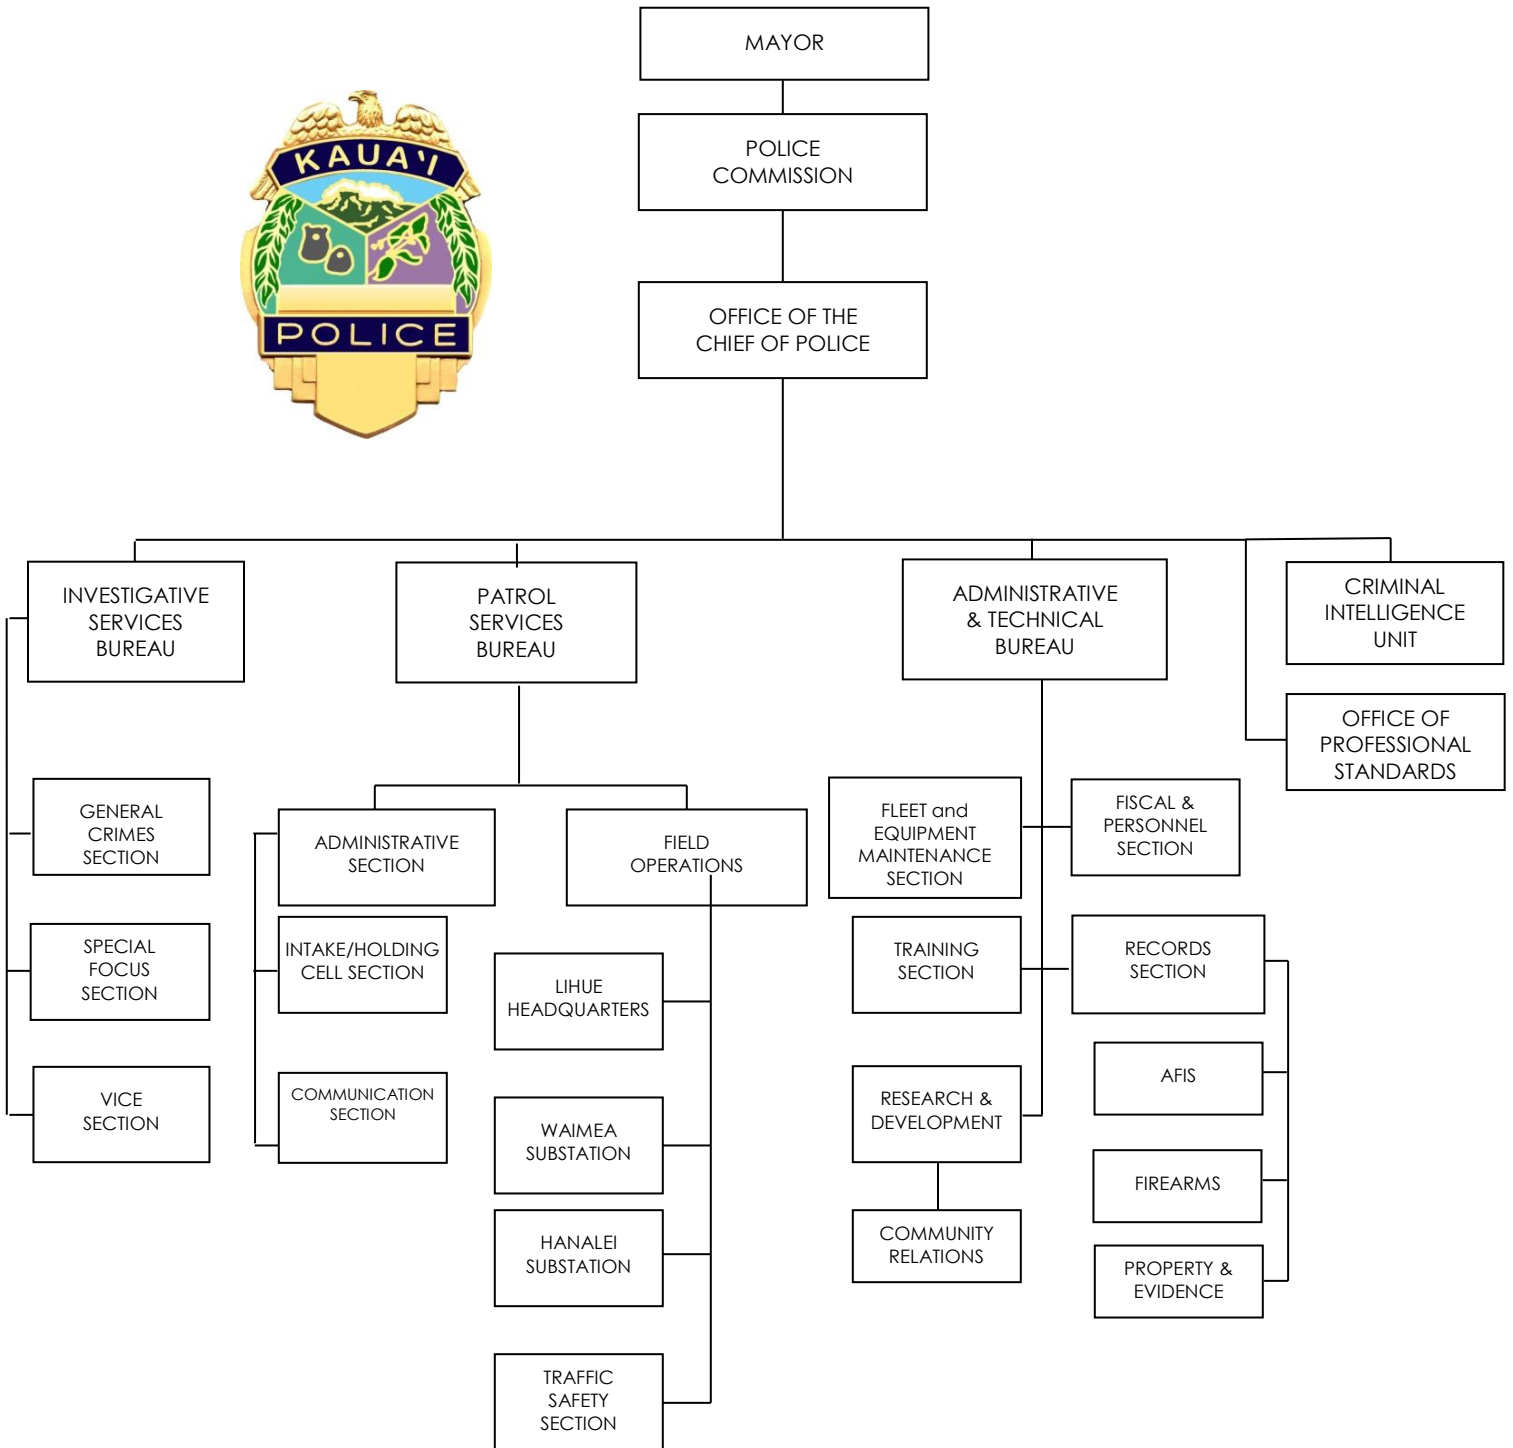 MAYOR
KAUA'I
POLICE
POLICE
COMMISSION
OFFICE OF THE
CHIEF OF POLICE
INVESTIGATIVE
SERVICES
BUREAU
PATROL
SERVICES
BUREAU
ADMINISTRATIVE
& TECHNICAL
BUREAU
CRIMINAL
INTELLIGENCE
UNIT
OFFICE OF
PROFESSIONAL
STANDARDS
GENERAL
CRIMES
SECTION
SPECIAL
FOCUS
SECTION
VICE
SECTION
ADMINISTRATIVE
SECTION
INTAKE/HOLDING
CELL SECTION
COMMUNICATION
SECTION
FIELD
OPERATIONS
LIHUE
HEADQUARTERS
WAIMEA
SUBSTATION
HANALEI
SUBSTATION
TRAFFIC
SAFETY
SECTION
FLEET and
EQUIPMENT
MAINTENANCE
SECTION
FISCAL &
PERSONNEL
SECTION
TRAINING
SECTION
RECORDS
SECTION
RESEARCH &
DEVELOPMENT
COMMUNITY
RELATIONS
AFIS
FIREARMS
PROPERTY &
EVIDENCE